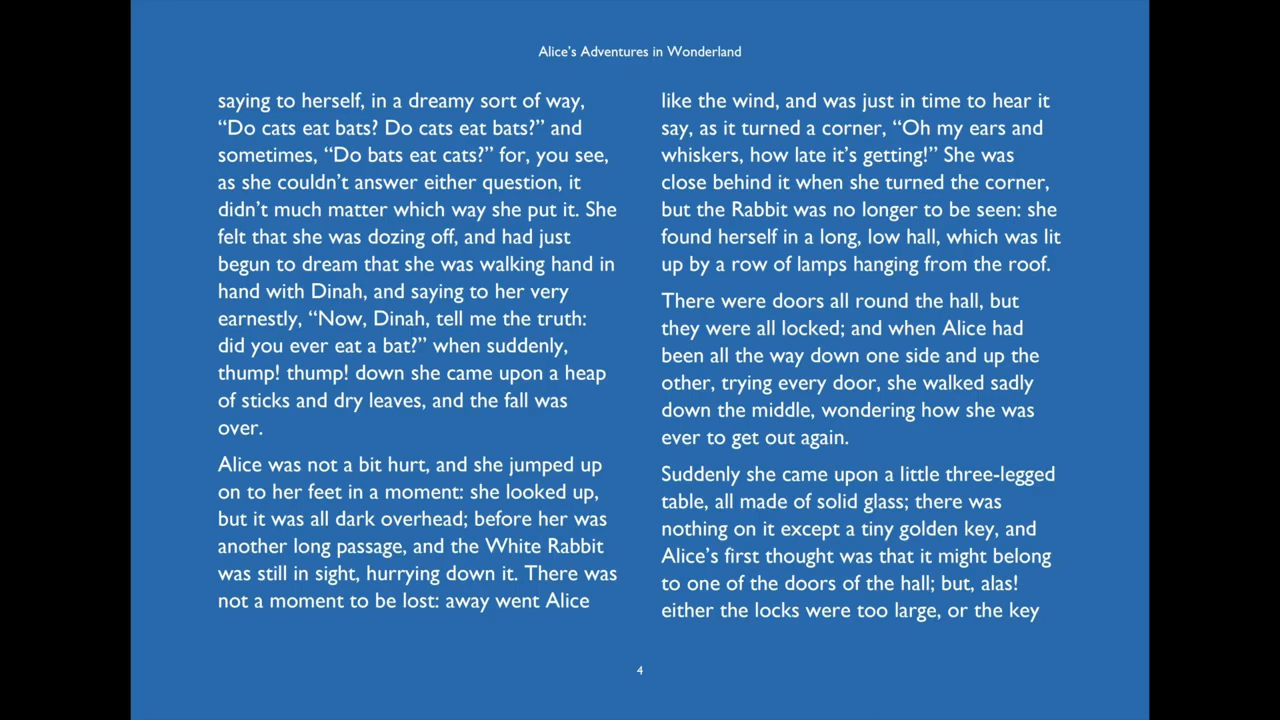 Alice’s Adventures in Wonderland
saying to herself, in a dreamy sort of way,
“Do cats eat bats? Do cats eat bats?” and
sometimes, “Do bats eat cats?” for, you see,
as she couldn’t answer either question, it
didn’t much matter which way she put it. She
felt that she was dozing off, and had just
begun to dream that she was walking hand in
hand with Dinah, and saying to her very
earnestly, “Now, Dinah, tell me the truth:
did you ever eat a bat?” when suddenly,
thump! thump! down she came upon a heap
of sticks and dry leaves, and the fall was
over.
Alice was not a bit hurt, and she jumped up
on to her feet in a moment: she looked up,
but it was all dark overhead; before her was
another long passage, and the White Rabbit
was still in sight, hurrying down it. There was
not a moment to be lost: away went Alice
like the wind, and was just in time to hear it
say, as it turned a corner, “Oh my ears and
whiskers, how late it’s getting!” She was
close behind it when she turned the corner,
but the Rabbit was no longer to be seen: she
found herself in a long, low hall, which was lit
up by a row of lamps hanging from the roof.
There were doors all round the hall, but
they were all locked; and when Alice had
been all the way down one side and up the
other, trying every door, she walked sadly
down the middle, wondering how she was
ever to get out again.
Suddenly she came upon a little three-legged
table, all made of solid glass; there was
nothing on it except a tiny golden key, and
Alice’s first thought was that it might belong
to one of the doors of the hall; but, alas!
either the locks were too large, or the key
4